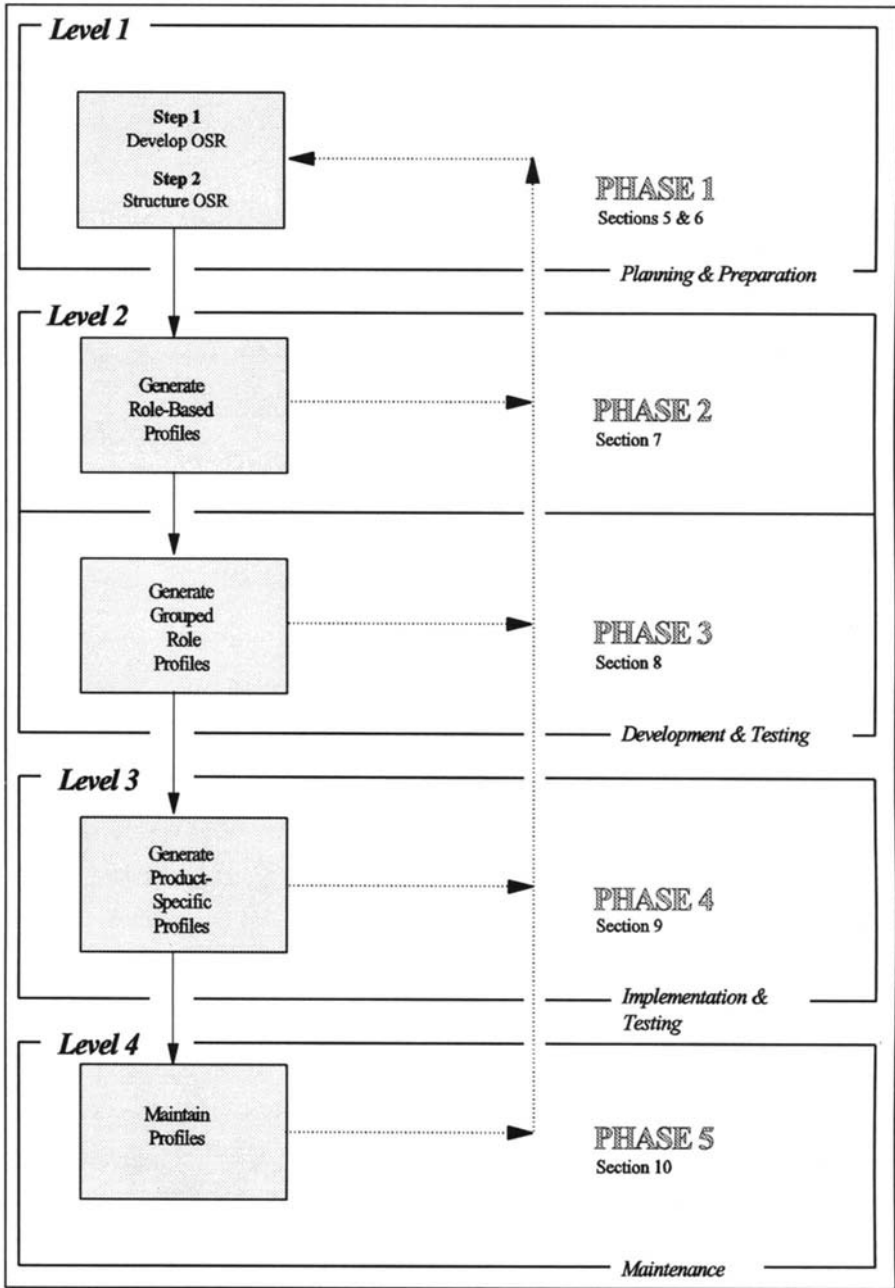 Level 1
Step 1
Develop OSR
Step 2
Structure OSR
PHASE 1
Sections 5 & 6
Planning & Preparation
Level 2
Generate
Role-Based
Profiles
PHASE 2
Section 7
Generate
Grouped
Role
Profiles
PHASE 3
Section 8
Development & Testing
Level 3
Generate
Product-
Specific
Profiles
PHASE 4
Section 9
Implementation &
Testing
Level 4
Maintain
Profiles
PHASE 5
Section 10
Maintenance